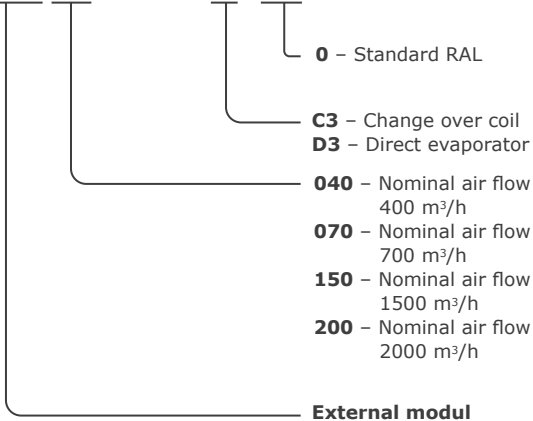 0 – Standard RAL
C3 – Change over coil
D3 – Direct evaporator
040 – Nominal air flow
400 m³/h
070 – Nominal air flow
700 m³/h
150 – Nominal air flow
1500 m³/h
200 – Nominal air flow
2000 m³/h
External modul